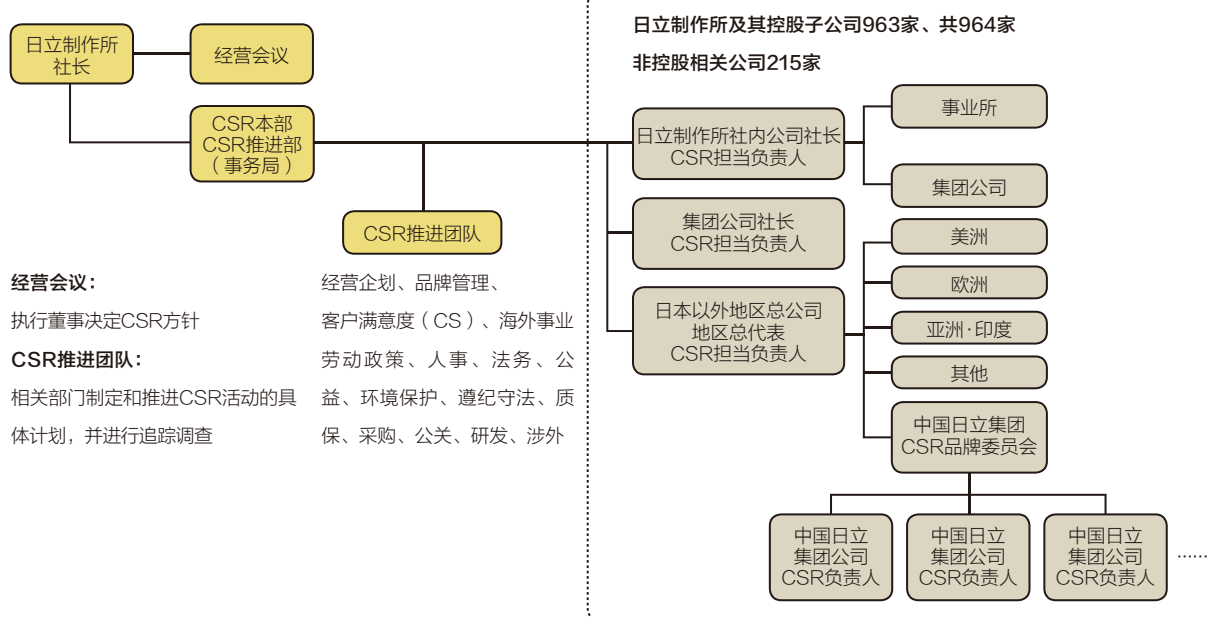 日立制作所及其控股子公司963家、共964家
非控股相关公司215家
日立制作所
社长
经营会议
CSR本部
CSR推进部
（事务局）
CSR推进团队
经营会议：
执行董事决定CSR方针
CSR推进团队：
相关部门制定和推进CSR活动的具
体计划，并进行追踪调查
经营企划、品牌管理、
客户满意度（CS）、海外事业
劳动政策、人事、法务、公
益、环境保护、遵纪守法、质
保、采购、公关、研发、涉外
日立制作所社内公司社长
CSR担当负责人
集团公司社长
CSR担当负责人
日本以外地区总公司
地区总代表
CSR担当负责人
事业所
集团公司
美洲
欧洲
亚洲·印度
其他
中国日立集团
CSR品牌委员会
中国日立
集团公司
CSR负责人
中国日立
集团公司
CSR负责人
中国日立
集团公司
CSR负责人
……